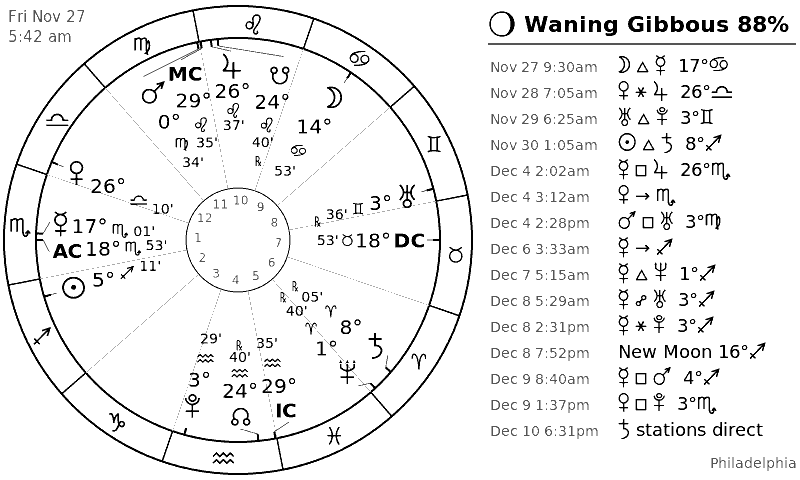 Fri Nov 27
5:42 am
☽ Waning Gibbous 88%
Nov 27 9:30am ☽ △ ☿ 17°♋
Nov 28 7:05am ♀ ⚹ ♃ 26°♎
Nov 29 6:25am ♅ △ ♇ 3°♊
Nov 30 1:05am ☉ △ ♄ 8°♐
Dec 4 2:02am ☿ □ ♃ 26°♏
Dec 4 3:12am ♀ → ♏
Dec 4 2:28pm ♂ □ ♅ 3°♍
Dec 6 3:33am ☿ → ♐
Dec 7 5:15am ☿ △ ♆ 1°♐
Dec 8 5:29am ☿ ☍ ♅ 3°♐
Dec 8 2:31pm ☿ ⚹ ♇ 3°♐
Dec 8 7:52pm New Moon 16°♐
Dec 9 8:40am ☿ □ ♂ 4°♐
Dec 9 1:37pm ♀ □ ♇ 3°♏
Dec 10 6:31pm ♄ stations direct
Philadelphia
♌
♋
♊
♉
♈
♓
♒
♑
♐
♏
♎
♍
MC 29° ♌ 35'
♂ 0° ♍ 34'
♃ 26° ♌ 37'
☋ 24° ♌ 40' ℞
☽ 14° ♋ 53'
♅ 3° ♊ 36' ℞
DC 18° ♉ 53'
♄ 8° ♈ 05' ℞
♆ 1° ♈ 40' ℞
IC 29° ♒ 35'
☊ 24° ♒ 40' ℞
♇ 3° ♒ 29'
☉ 5° ♐ 11'
AC 18° ♏ 53'
☿ 17° ♏ 01'
♀ 26° ♎ 10'
1
2
3
4
5
6
7
8
9
10
11
12